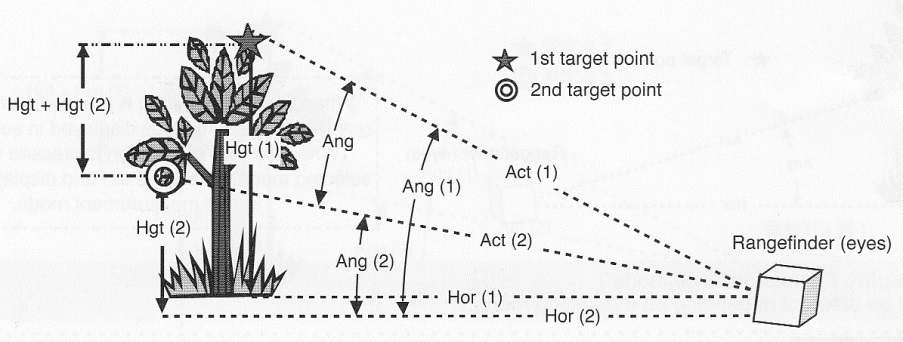 1st target point
2nd target point
Hgt + Hgt (2)
Hgt (1)
Ang
Ang (1)
Act (1)
Hgt (2)
Act (2)
Ang (2)
Rangefinder (eyes)
Hor (1)
Hor (2)